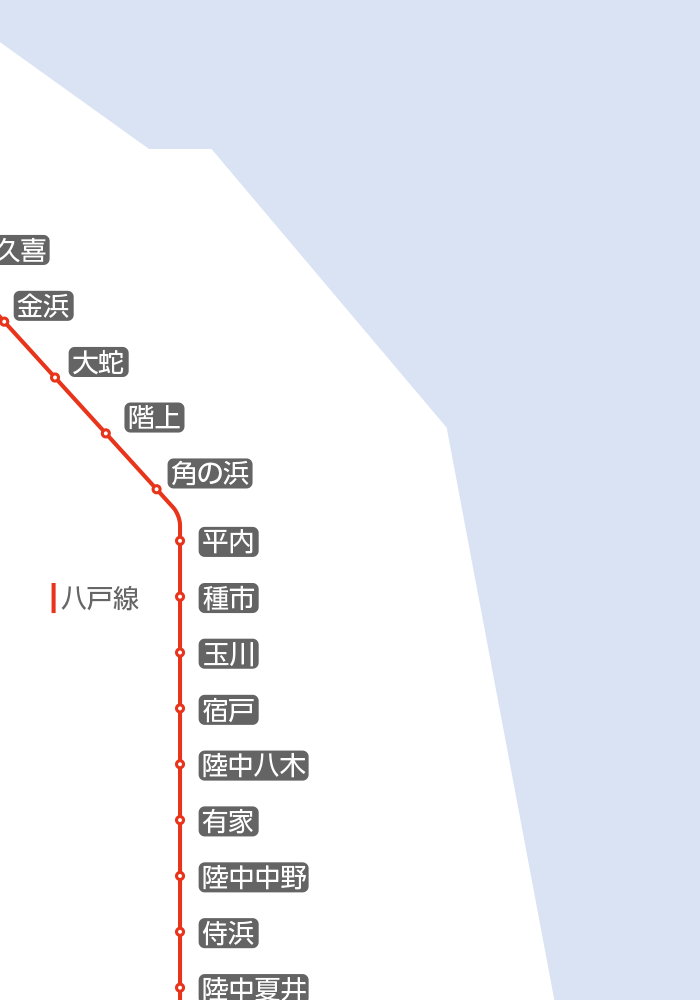 久喜
金浜
大蛇
階上
角の浜
平内
八戸線
種市
玉川
宿戸
陸中八木
有家
陸中中野
侍浜
陸中夏井